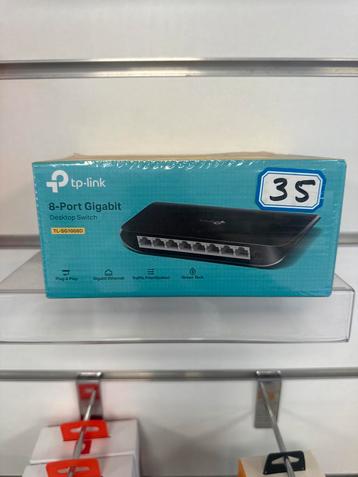 tp-link
35
8-Port Gigabit
Desktop Switch
TL-SG1008D
Plug & Play
Gigabit Ethernet
Traffic Prioritization
Green Tech